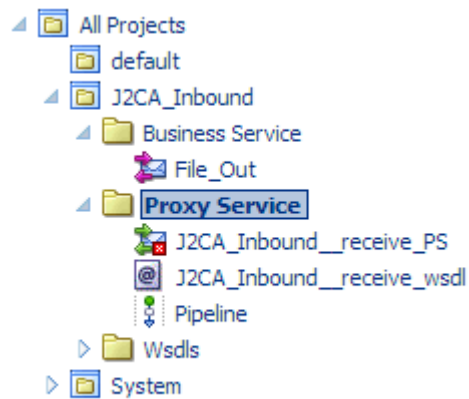 All Projects
default
J2CA_Inbound
Business Service
File_Out
Proxy Service
J2CA_Inbound__receive_PS
J2CA_Inbound__receive_wsdl
Pipeline
Wsdls
System